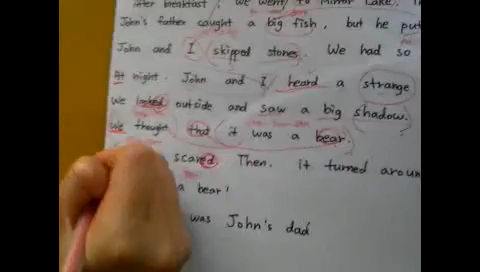 After breakfast, we went to Mirror Lake.
John's father caught a big fish, but he put
John and I skipped stones. We had so
At night. John and I heard a strange
We looked outside and saw a big shadow.
We thought that it was a bear.
scared Then, it turned aroun
a bear!
was John's dad